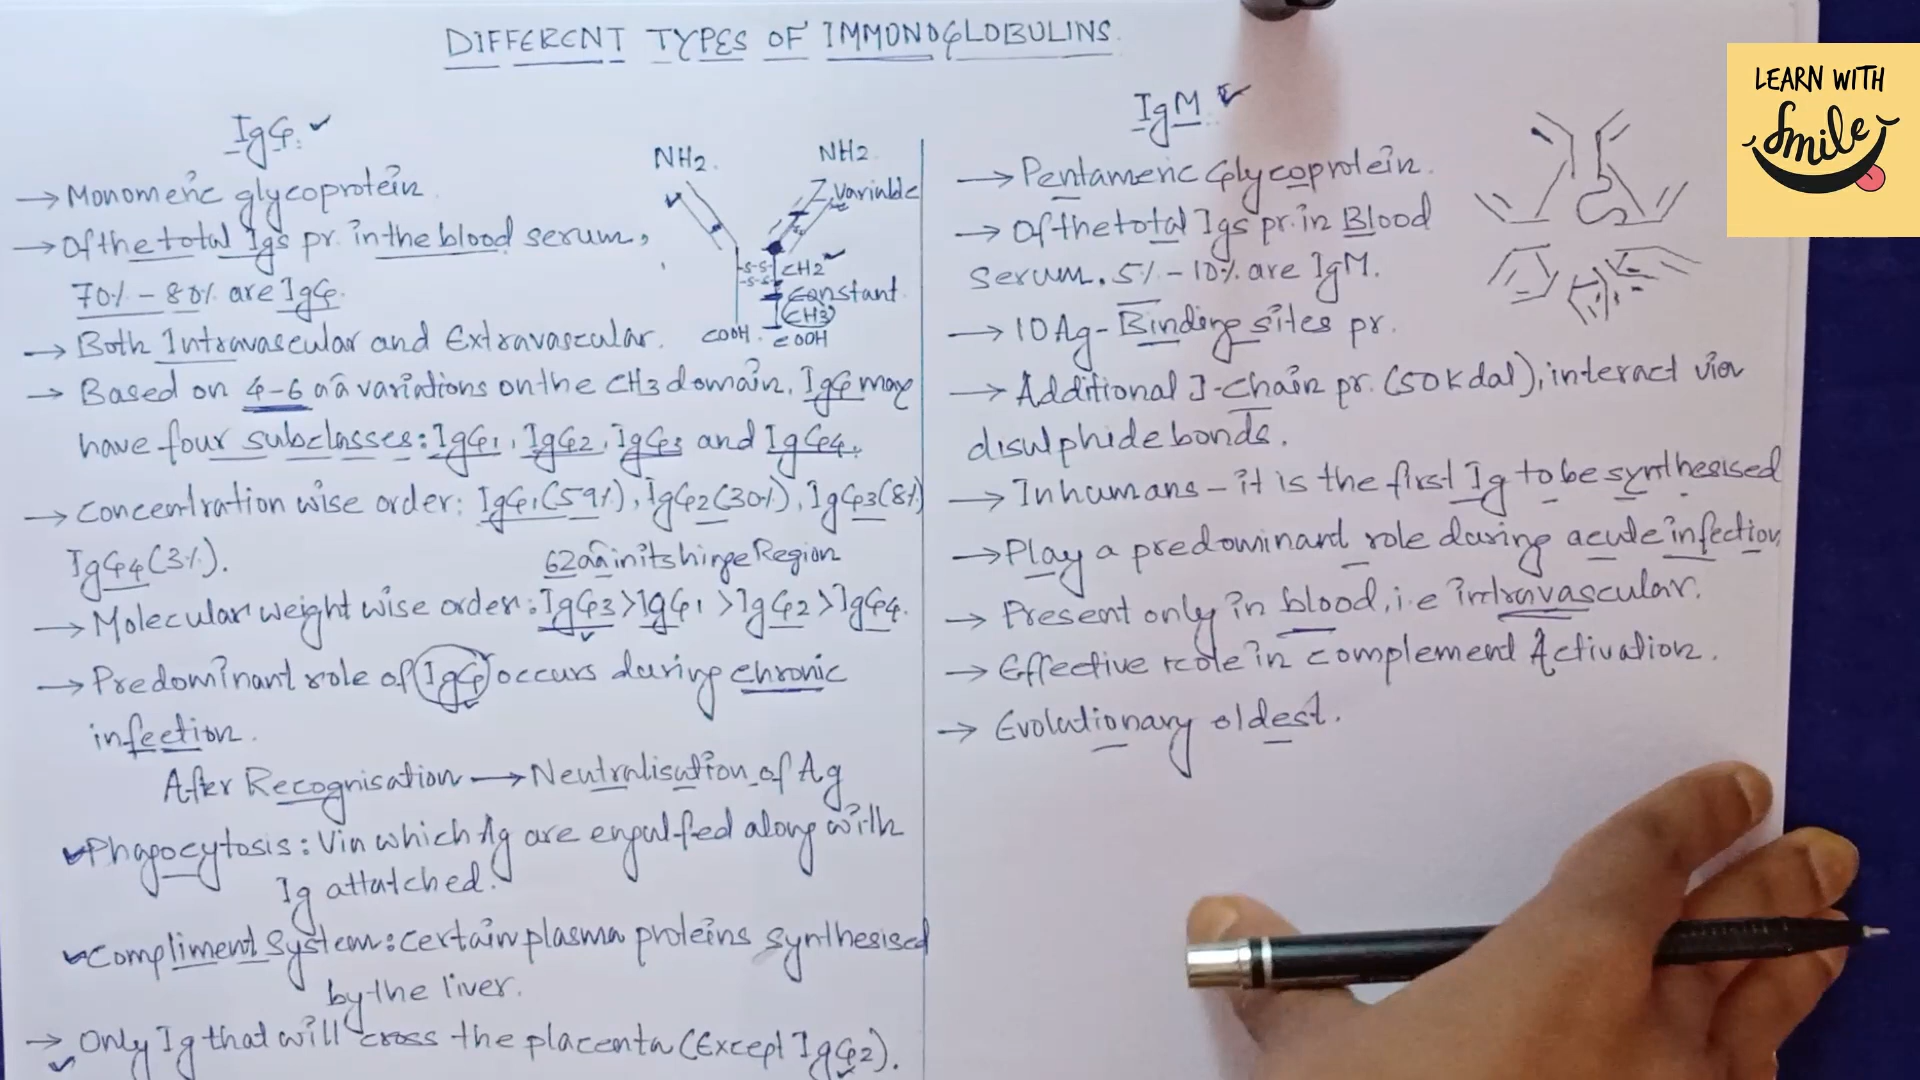 DIFFERENT TYPES OF IMMONOGLOBULINS.
LEARN WITH
Smile
IgG.
→ Monomeric glycoprotein.
→ Of the total Igs pr. in the blood serum,
70% - 80% are IgG.
→ Both Intravascular and Extravascular.
→ Based on 4-6 aa variations on the CH3 domain, IgG may
have four subclasses: IgG1, IgG2, IgG3 and IgG4.
→ Concentration wise order: IgG1(59%), IgG2(30%), IgG3(8%)
IgG4(3%).
62aa in its hinge Region
→ Molecular weight wise order: IgG3 > IgG1 > IgG2 > IgG4.
→ Predominant role of IgG occurs during chronic
infection.
After Recognisation → Neutralisation of Ag
Phagocytosis: Via which Ag are engulfed along with
Ig attatched.
Compliment System: certain plasma proteins synthesised
by the liver.
→ Only Ig that will cross the placenta (Except IgG2).
NH2.
NH2
variable
-S-S-
CH2
-S-S-
constant.
CH3
COOH
COOH
IgM
→ Pentameric Glycoprotein.
→ Of the total Igs pr. in Blood
serum. 5% - 10% are IgM.
→ 10 Ag - Binding sites pr.
→ Additional J-chain pr. (50Kdal), interact via
disulphide bonds.
→ In humans - it is the first Ig to be synthesised
→ Play a predominant role during acute infection
→ Present only in blood, i.e intravascular.
→ Effective role in complement Activation.
→ Evolutionary oldest.